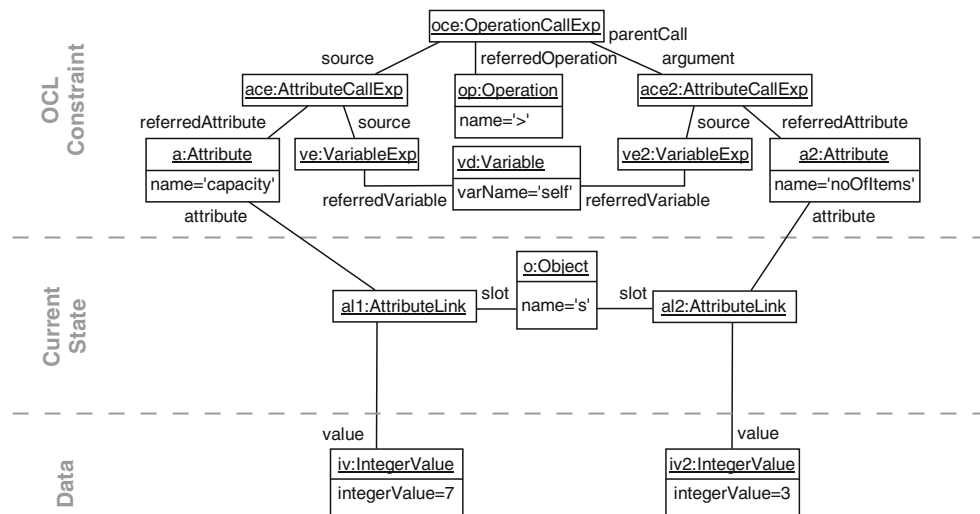 OCL
Constraint
oce:OperationCallExp
parentCall
source
referredOperation
argument
ace:AttributeCallExp
op:Operation
name='>'
ace2:AttributeCallExp
referredAttribute
source
source
referredAttribute
a:Attribute
name='capacity'
ve:VariableExp
vd:Variable
varName='self'
ve2:VariableExp
a2:Attribute
name='noOfItems'
referredVariable
referredVariable
attribute
attribute
Current
State
o:Object
name='s'
slot
slot
al1:AttributeLink
al2:AttributeLink
Data
value
value
iv:IntegerValue
integerValue=7
iv2:IntegerValue
integerValue=3